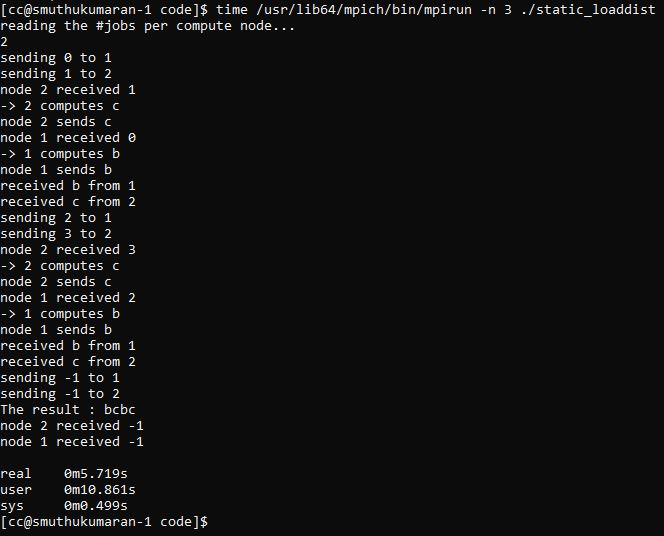 [cc@smuthukumaran-1 code]$ time /usr/lib64/mpich/bin/mpirun -n 3 ./static_loaddist
reading the #jobs per compute node...
2
sending 0 to 1
sending 1 to 2
node 2 received 1
-> 2 computes c
node 2 sends c
node 1 received 0
-> 1 computes b
node 1 sends b
received b from 1
received c from 2
sending 2 to 1
sending 3 to 2
node 2 received 3
-> 2 computes c
node 2 sends c
node 1 received 2
-> 1 computes b
node 1 sends b
received b from 1
received c from 2
sending -1 to 1
sending -1 to 2
The result : bcbc
node 2 received -1
node 1 received -1
real 0m5.719s
user 0m10.861s
sys 0m0.499s
[cc@smuthukumaran-1 code]$